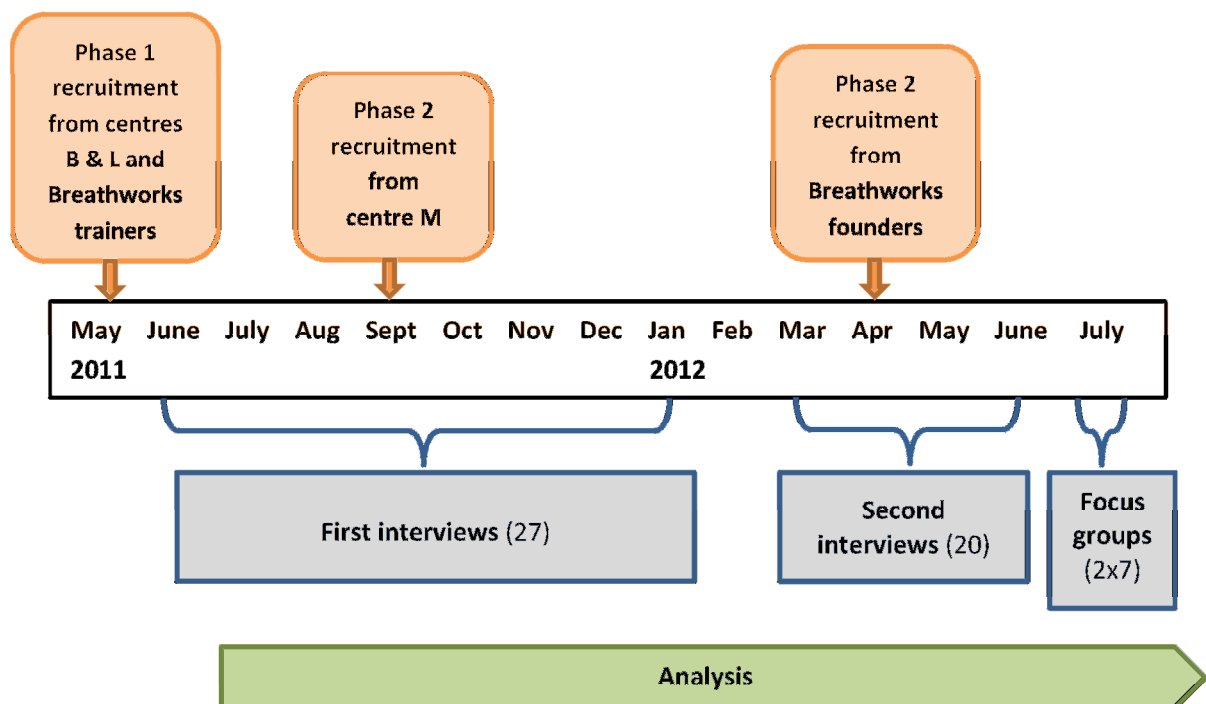 Phase 1
recruitment
from centres
B & L and
Breathworks
trainers
Phase 2
recruitment
from
centre M
Phase 2
recruitment
from
Breathworks
founders
May June July Aug Sept Oct Nov Dec Jan Feb Mar Apr May June July
2011 2012
First interviews (27)
Second
interviews (20)
Focus
groups
(2x7)
Analysis